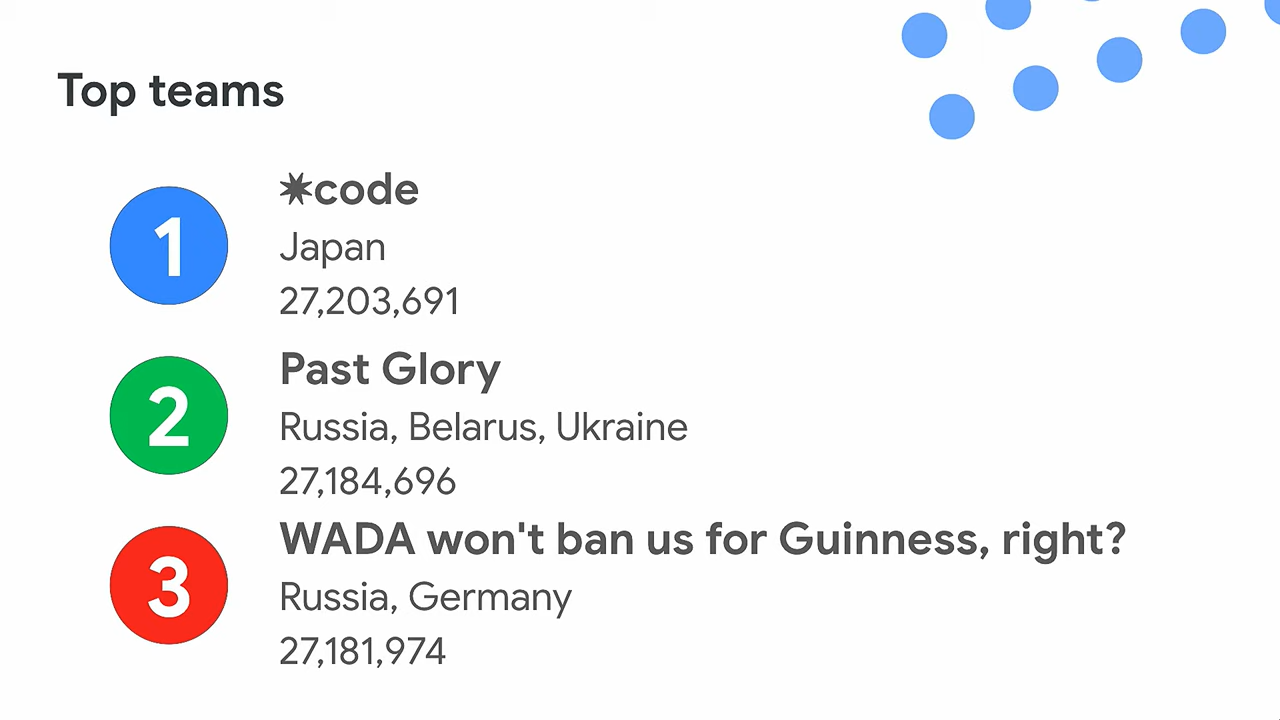 Top teams
1
✷code
Japan
27,203,691
2
Past Glory
Russia, Belarus, Ukraine
27,184,696
3
WADA won't ban us for Guinness, right?
Russia, Germany
27,181,974